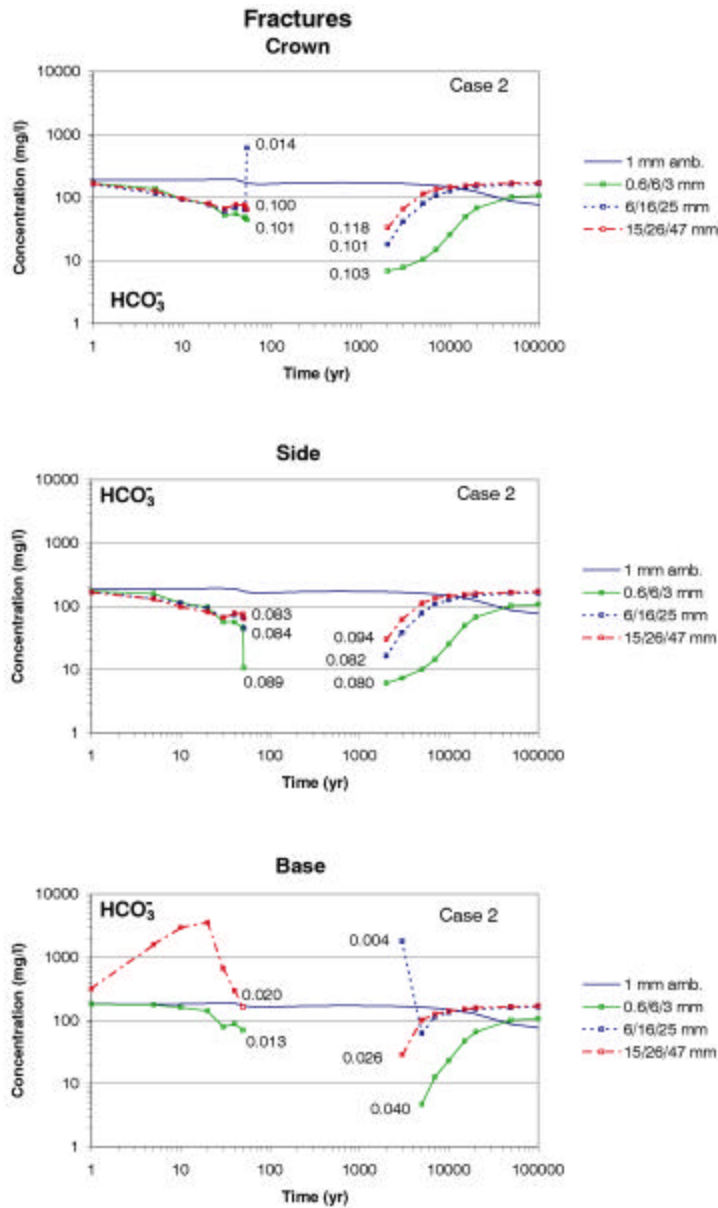 Fractures
Crown
Case 2
Concentration (mg/l)
10000
1000
100
10
1
0.014
0.100
0.101
0.118
0.101
0.103
HCO₃⁻
1
10
100
1000
10000
100000
Time (yr)
1 mm amb.
0.6/6/3 mm
6/16/25 mm
15/26/47 mm
Side
HCO₃⁻
Case 2
Concentration (mg/l)
10000
1000
100
10
1
0.083
0.084
0.089
0.094
0.082
0.080
1
10
100
1000
10000
100000
Time (yr)
1 mm amb.
0.6/6/3 mm
6/16/25 mm
15/26/47 mm
Base
HCO₃⁻
Case 2
Concentration (mg/l)
10000
1000
100
10
1
0.004
0.020
0.013
0.026
0.040
1
10
100
1000
10000
100000
Time (yr)
1 mm amb.
0.6/6/3 mm
6/16/25 mm
15/26/47 mm